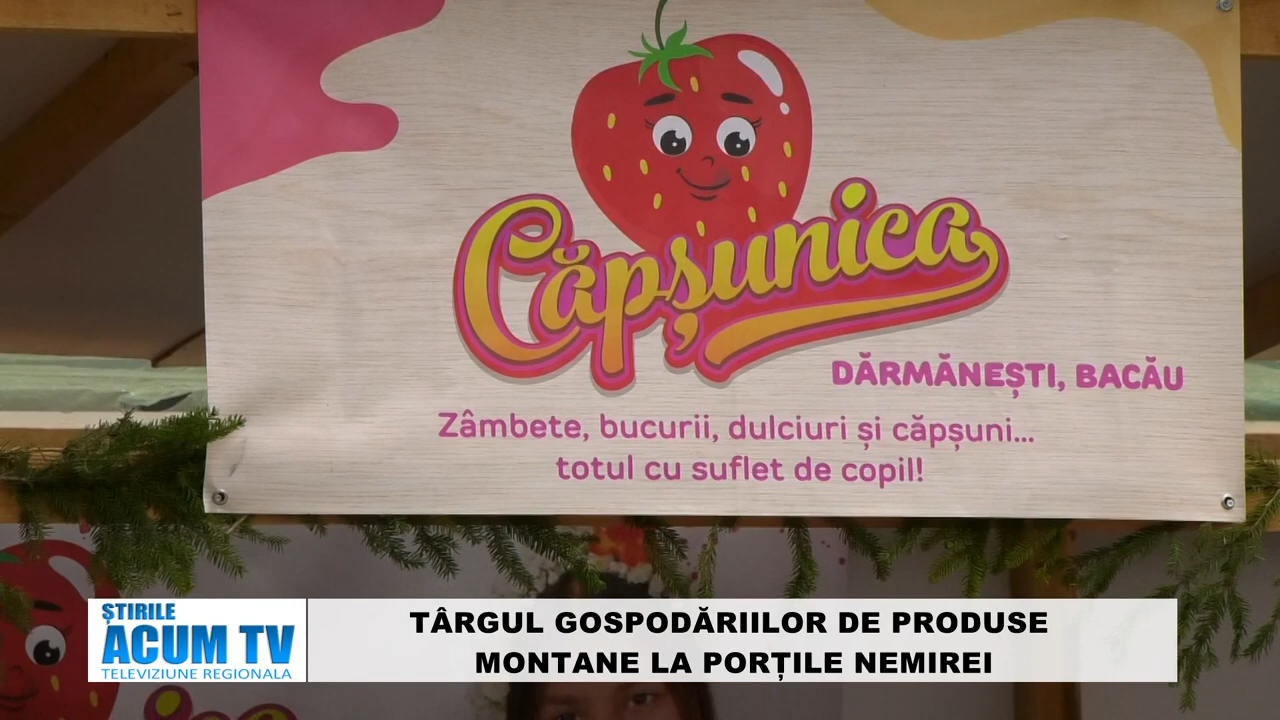 Căpșunica
DĂRMĂNEȘTI, BACĂU
Zâmbete, bucurii, dulciuri și căpșuni...
totul cu suflet de copil!
ȘTIRILE
ACUM TV
TELEVIZIUNE REGIONALA
TÂRGUL GOSPODĂRIILOR DE PRODUSE
MONTANE LA PORȚILE NEMIREI